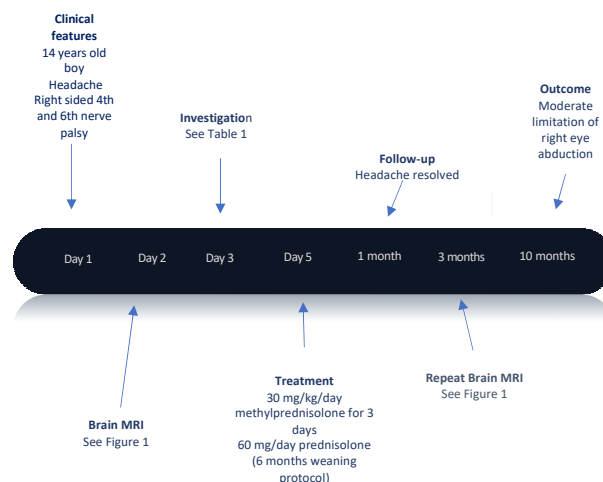 Clinical
features
14 years old
boy
Headache
Right sided 4th
and 6th nerve
palsy
Investigation
See Table 1
Follow-up
Headache resolved
Outcome
Moderate
limitation of
right eye
abduction
Day 1
Day 2
Day 3
Day 5
1 month
3 months
10 months
Brain MRI
See Figure 1
Treatment
30 mg/kg/day
methylprednisolone for 3
days
60 mg/day prednisolone
(6 months weaning
protocol)
Repeat Brain MRI
See Figure 1